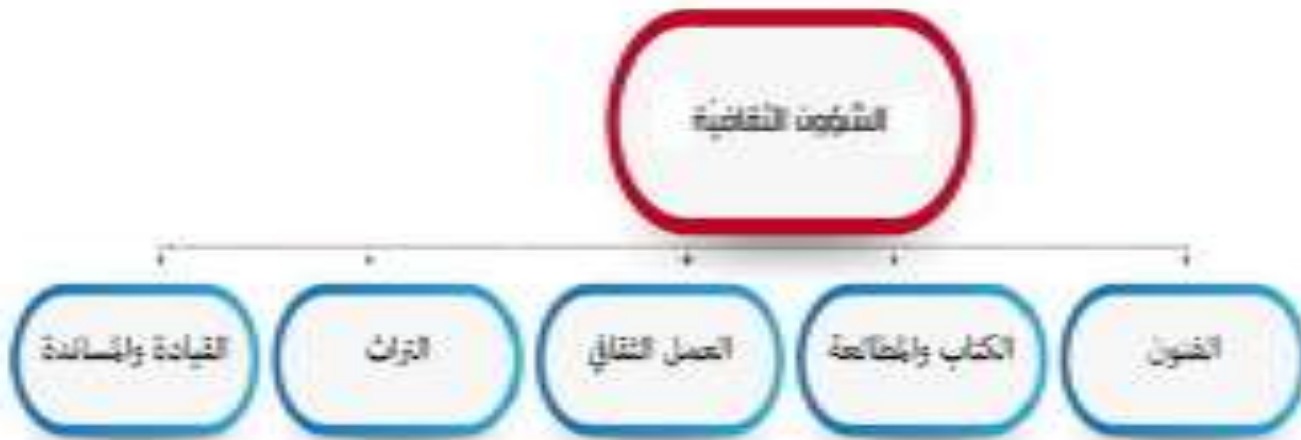 الشؤون الثقافية
الفنون
الكتاب والمطالعة
العمل الثقافي
التراث
القيادة والمساندة